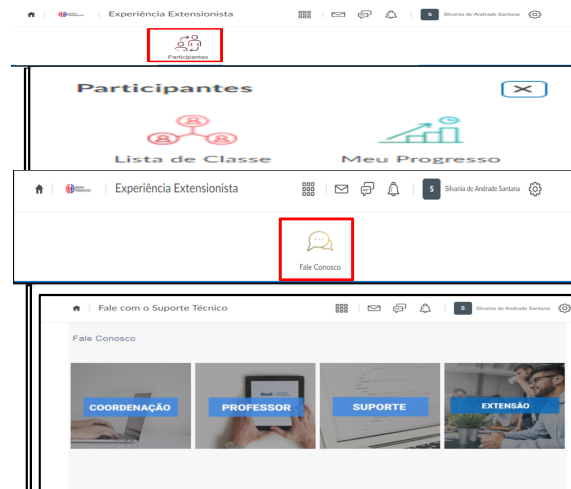 Experiência Extensionista
S Silvania de Andrade Santana
Participantes
Participantes
Lista de Classe Meu Progresso
Experiência Extensionista
S Silvania de Andrade Santana
Fale Conosco
Fale com o Suporte Técnico
S Silvania de Andrade Santana
Fale Conosco
COORDENAÇÃO PROFESSOR SUPORTE EXTENSÃO